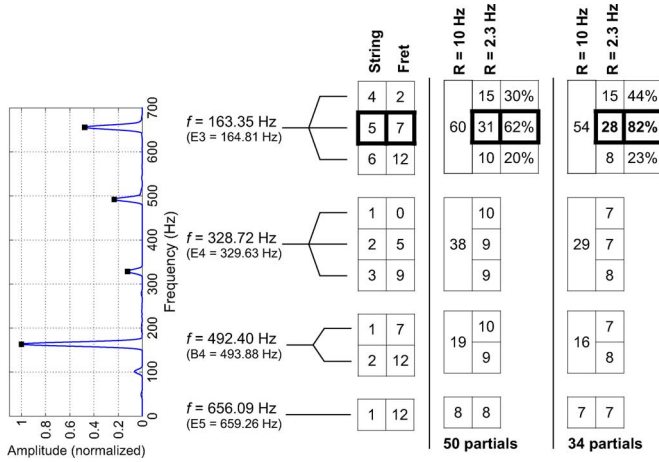 R = 10 Hz
R = 2.3 Hz
R = 10 Hz
R = 2.3 Hz
String
Fret
700
600
500
400
300
200
100
0
Frequency (Hz)
1
0.8
0.6
0.4
0.2
0
Amplitude (normalized)
f = 163.35 Hz
(E3 = 164.81 Hz)
4 2
5 7
6 12
60
15 30%
31 62%
10 20%
54
15 44%
28 82%
8 23%
f = 328.72 Hz
(E4 = 329.63 Hz)
1 0
2 5
3 9
38
10
9
9
29
7
7
8
f = 492.40 Hz
(B4 = 493.88 Hz)
1 7
2 12
19
10
9
16
7
8
f = 656.09 Hz
(E5 = 659.26 Hz)
1 12
8 8
7 7
50 partials
34 partials